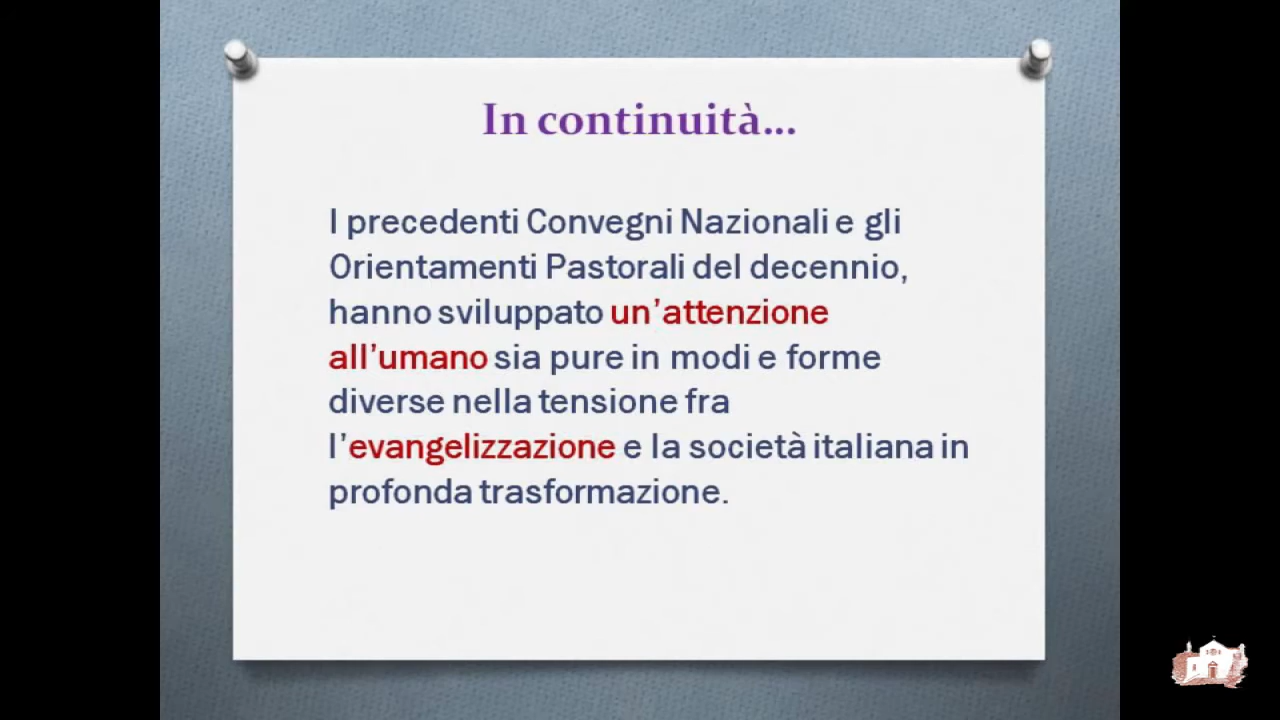 In continuità...
I precedenti Convegni Nazionali e gli
Orientamenti Pastorali del decennio,
hanno sviluppato un’attenzione
all’umano sia pure in modi e forme
diverse nella tensione fra
l’evangelizzazione e la società italiana in
profonda trasformazione.